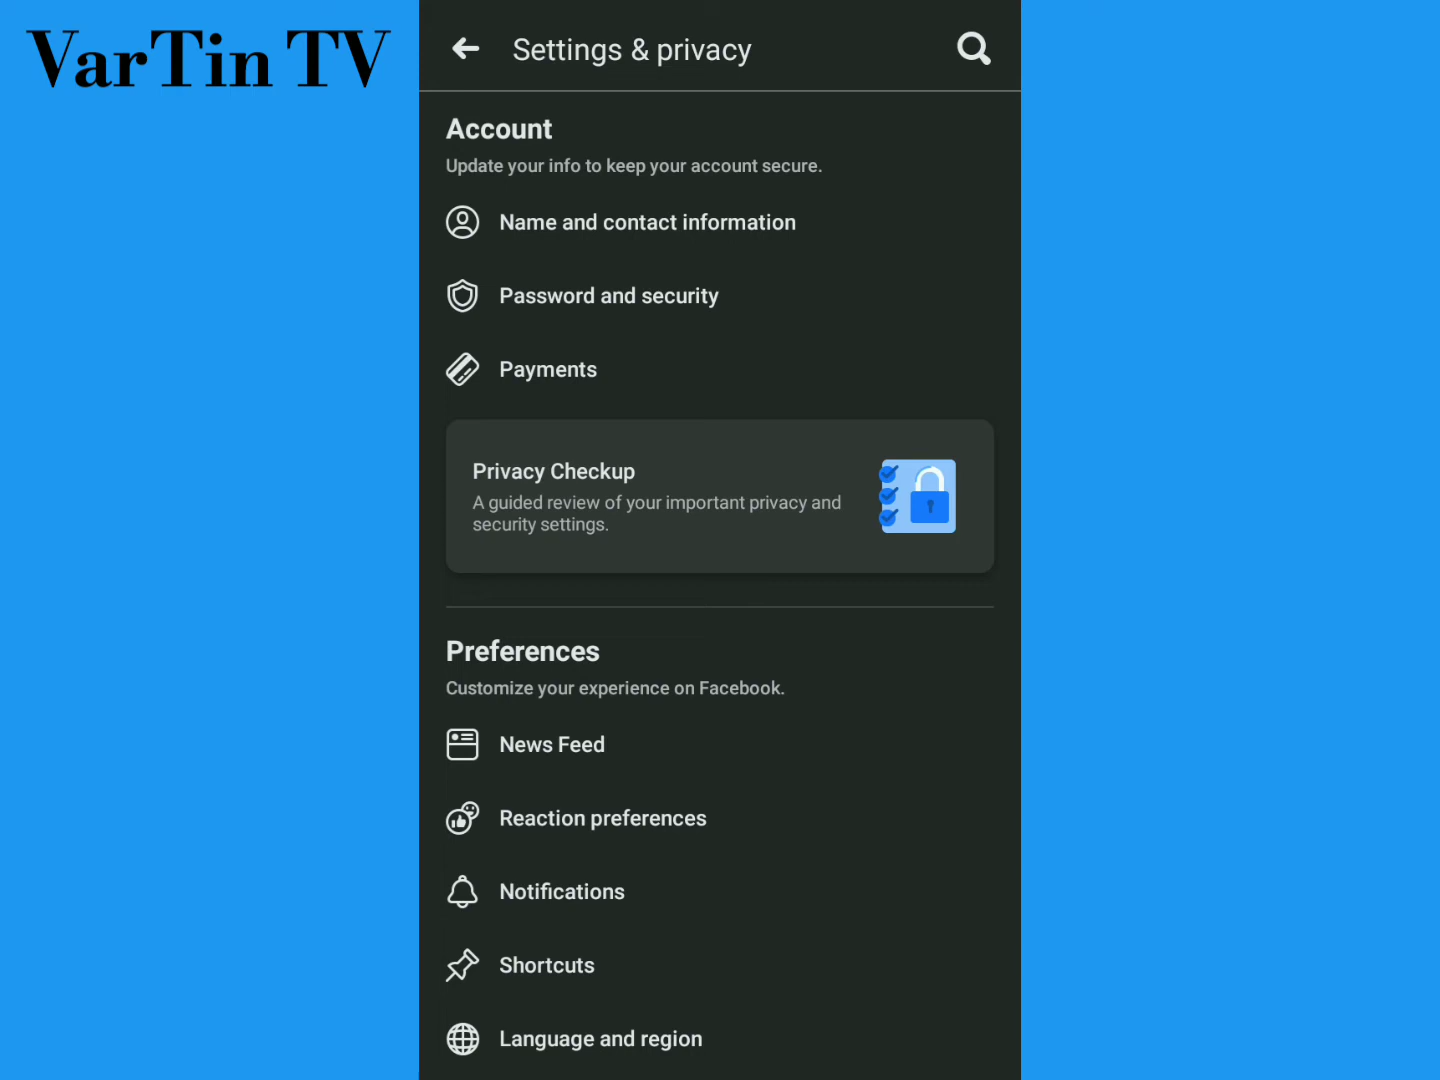 VarTin TV
Settings & privacy
Account
Update your info to keep your account secure.
Name and contact information
Password and security
Payments
Privacy Checkup
A guided review of your important privacy and
security settings.
Preferences
Customize your experience on Facebook.
News Feed
Reaction preferences
Notifications
Shortcuts
Language and region